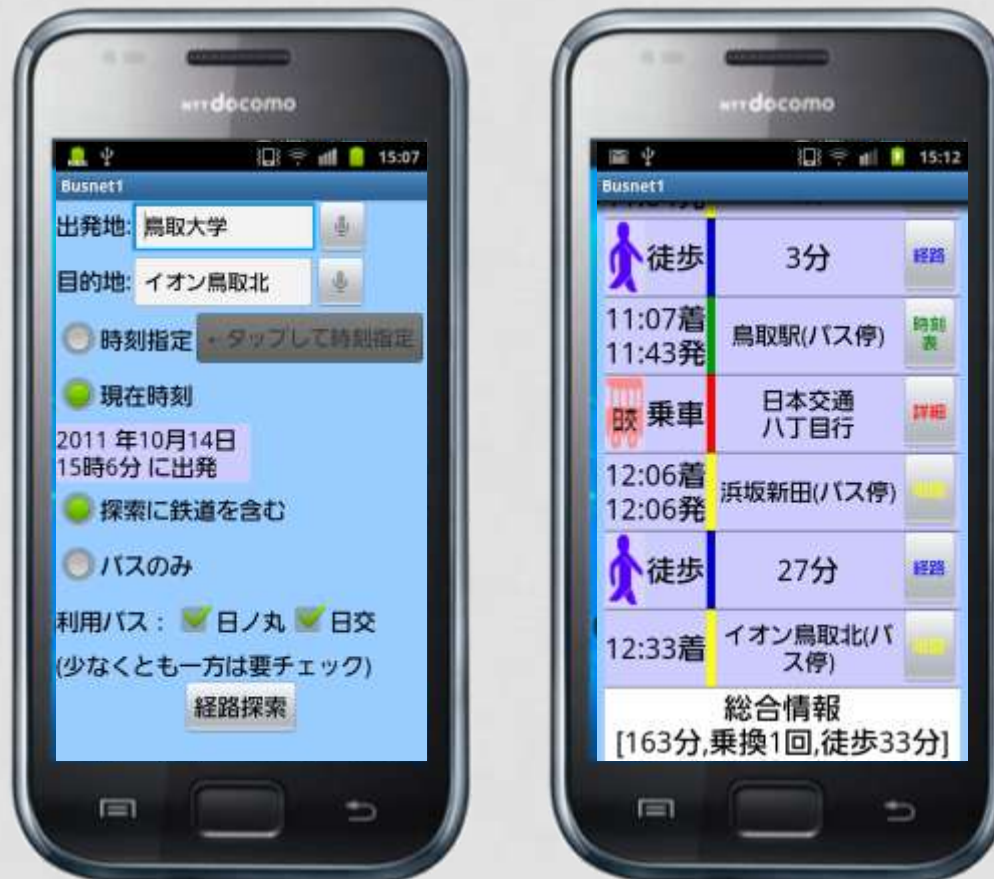 NTT docomo
15:07
Busnet1
出発地: 鳥取大学
目的地: イオン鳥取北
時刻指定 ←タップして時刻指定
現在時刻
2011 年10月14日
15時6分 に出発
探索に鉄道を含む
バスのみ
利用バス： 日ノ丸 日交
(少なくとも一方は要チェック)
経路探索
NTT docomo
15:12
Busnet1
徒歩 3分 経路
11:07着
11:43発
鳥取駅(バス停)
時刻
表
日交 乗車
日本交通
八丁目行
詳細
12:06着
12:06発
浜坂新田(バス停)
徒歩 27分 経路
12:33着
イオン鳥取北(バ
ス停)
総合情報
[163分,乗換1回,徒歩33分]